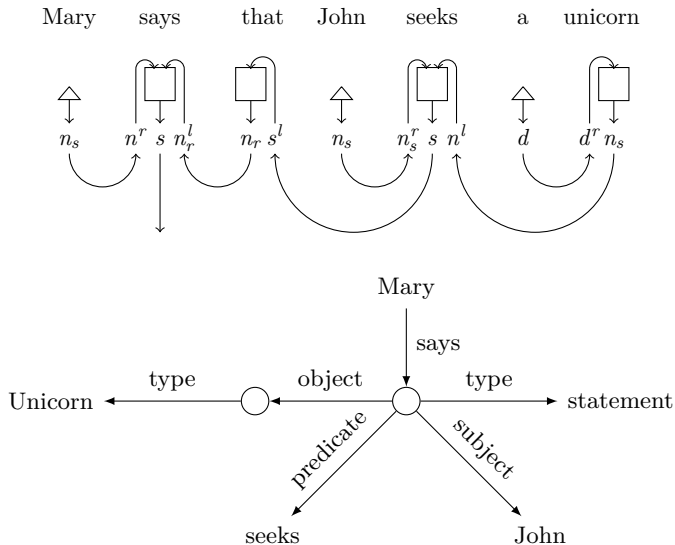 Mary says that John seeks a unicorn
n_s n^r s n_r^l n_r s^l n_s n_s^r s n^l d d^r n_s
Mary
says
type object type
Unicorn statement
predicate subject
seeks John